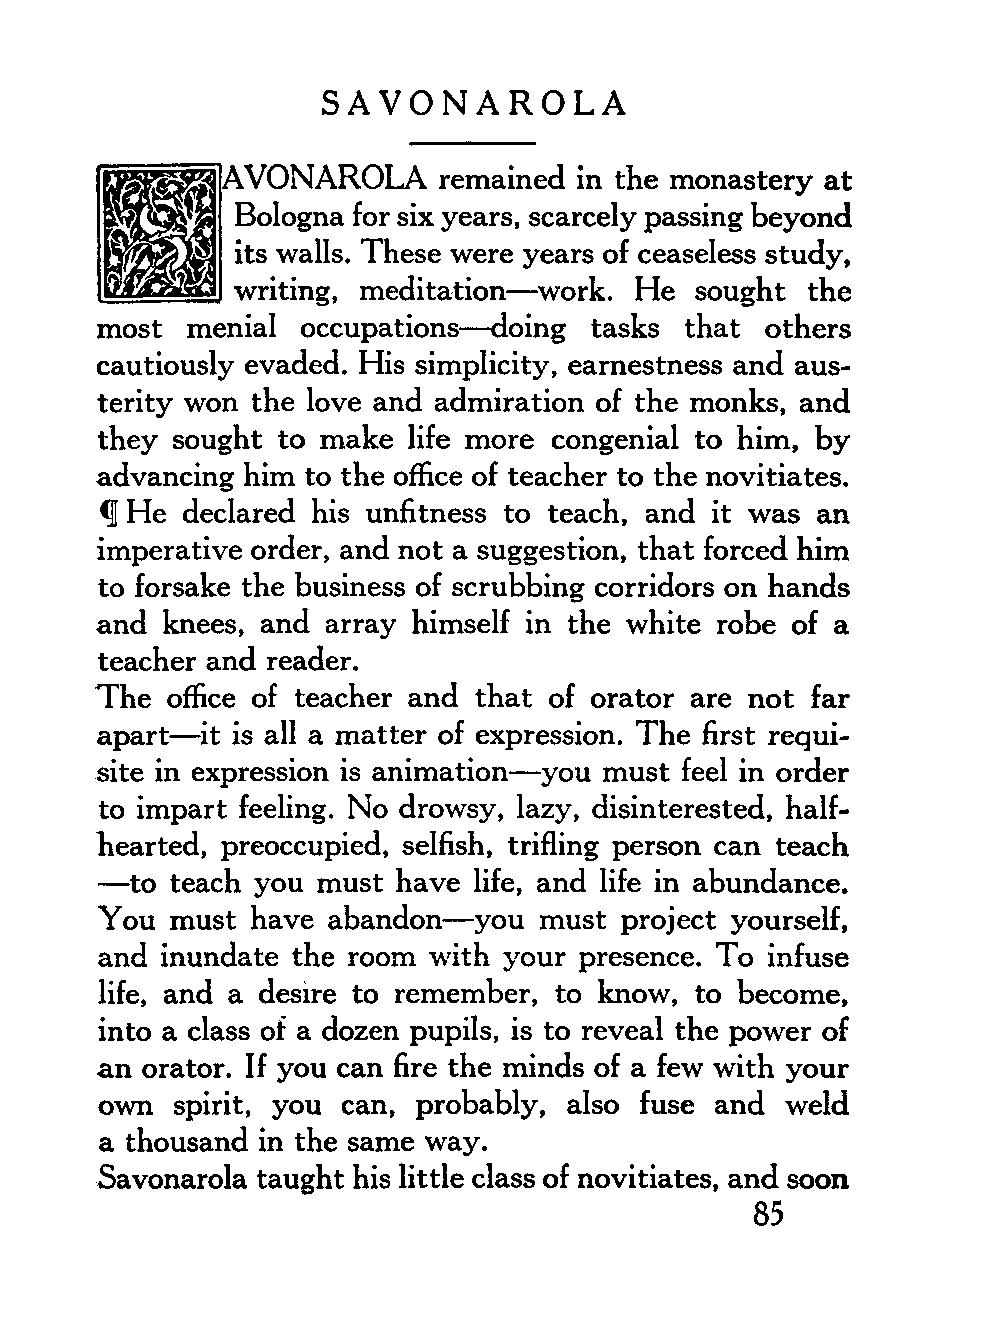 SAVONAROLA
SAVONAROLA remained in the monastery at
Bologna for six years, scarcely passing beyond
its walls. These were years of ceaseless study,
writing, meditation—work. He sought the
most menial occupations—doing tasks that others
cautiously evaded. His simplicity, earnestness and aus-
terity won the love and admiration of the monks, and
they sought to make life more congenial to him, by
advancing him to the office of teacher to the novitiates.
¶ He declared his unfitness to teach, and it was an
imperative order, and not a suggestion, that forced him
to forsake the business of scrubbing corridors on hands
and knees, and array himself in the white robe of a
teacher and reader.
The office of teacher and that of orator are not far
apart—it is all a matter of expression. The first requi-
site in expression is animation—you must feel in order
to impart feeling. No drowsy, lazy, disinterested, half-
hearted, preoccupied, selfish, trifling person can teach
—to teach you must have life, and life in abundance.
You must have abandon—you must project yourself,
and inundate the room with your presence. To infuse
life, and a desire to remember, to know, to become,
into a class of a dozen pupils, is to reveal the power of
an orator. If you can fire the minds of a few with your
own spirit, you can, probably, also fuse and weld
a thousand in the same way.
Savonarola taught his little class of novitiates, and soon
85